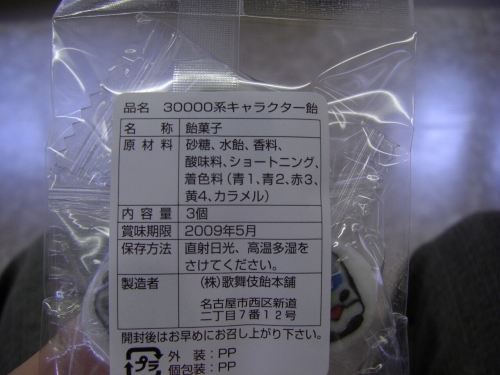 品名 30000系キャラクター飴
名称 飴菓子
原材料 砂糖、水飴、香料、
酸味料、ショートニング、
着色料(青1、青2、赤3、
黄4、カラメル)
内容量 3個
賞味期限 2009年5月
保存方法 直射日光、高温多湿を
さけてください。
製造者 (株)歌舞伎飴本舗
名古屋市西区新道
二丁目7番12号
開封後はお早めにお召し上がり下さい。
プラ 外装:PP
個包装:PP